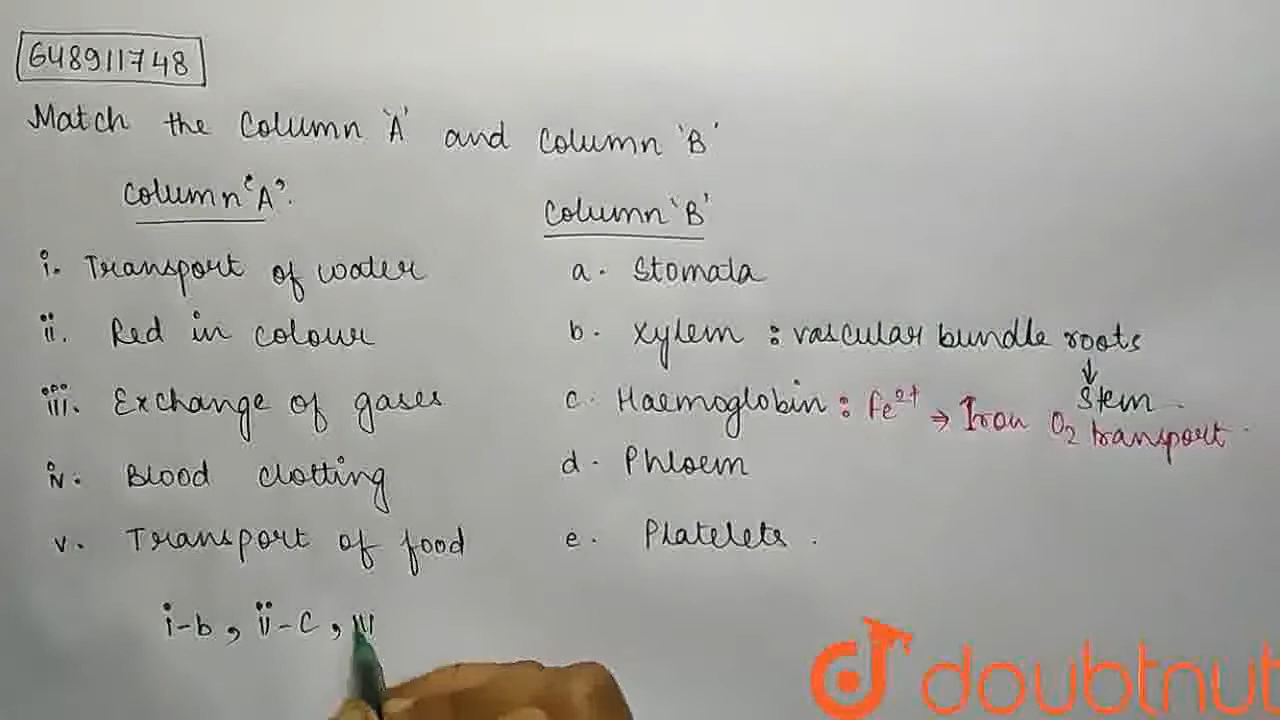 648911748
Match the Column 'A' and Column 'B'
Column 'A'.
Column 'B'
i. Transport of water
a. Stomata
ii. Red in colour
b. Xylem : vascular bundle roots
↓
Stem
iii. Exchange of gases
c. Haemoglobin : Fe2+ → Iron O2 transport.
iv. Blood clotting
d. Phloem
v. Transport of food
e. Platelets.
i-b, ii-c, iii
doubtnut